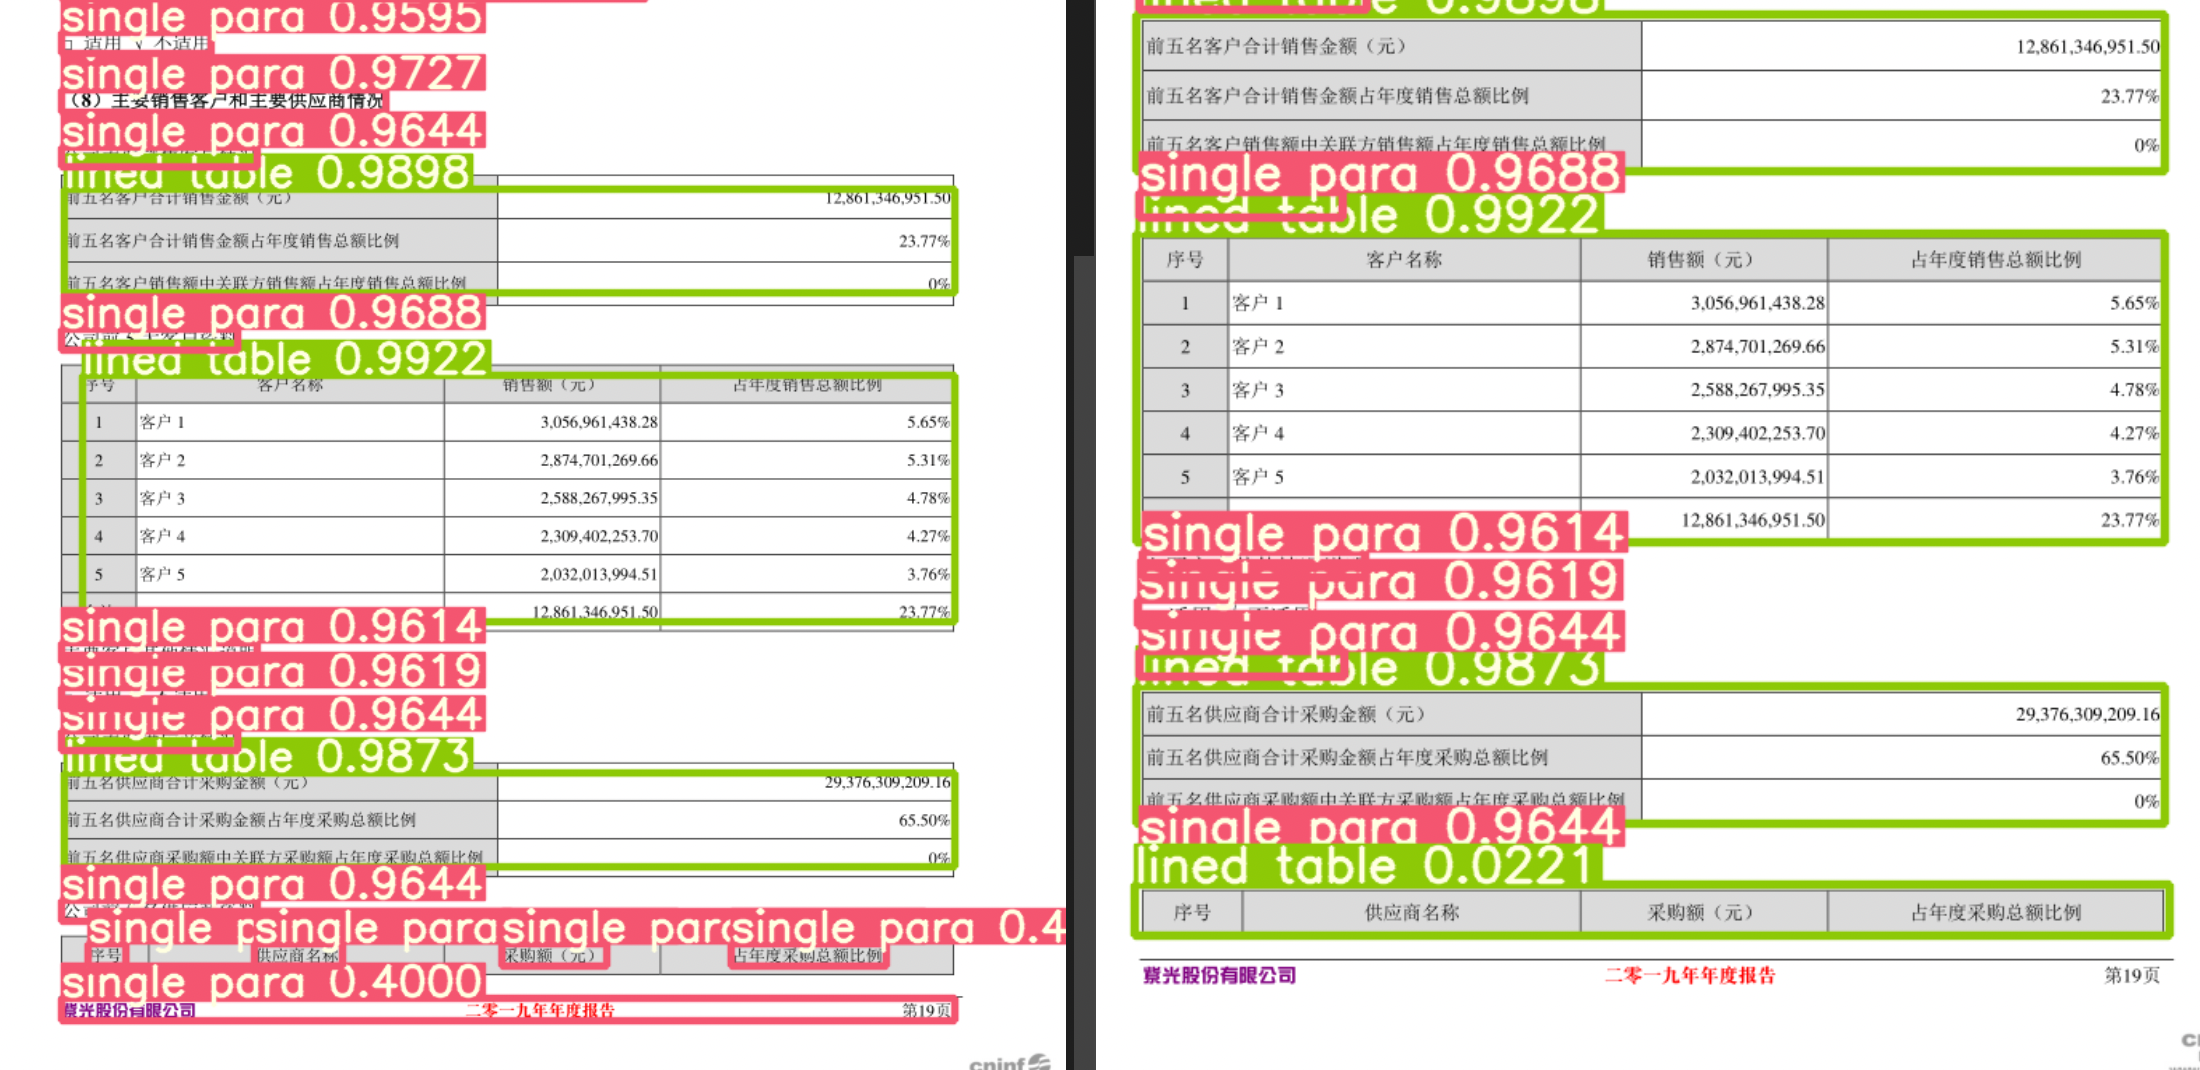 single para 0.9595
□ 适用 √ 不适用
single para 0.9727
（8）主要销售客户和主要供应商情况
single para 0.9644
lined table 0.9898
前五名客户合计销售金额（元） 12,861,346,951.50
前五名客户合计销售金额占年度销售总额比例 23.77%
前五名客户销售额中关联方销售额占年度销售总额比例 0%
single para 0.9688
lined table 0.9922
序号 客户名称 销售额（元） 占年度销售总额比例
1 客户 1 3,056,961,438.28 5.65%
2 客户 2 2,874,701,269.66 5.31%
3 客户 3 2,588,267,995.35 4.78%
4 客户 4 2,309,402,253.70 4.27%
5 客户 5 2,032,013,994.51 3.76%
12,861,346,951.50 23.77%
single para 0.9614
single para 0.9619
single para 0.9644
lined table 0.9873
前五名供应商合计采购金额（元） 29,376,309,209.16
前五名供应商合计采购金额占年度采购总额比例 65.50%
前五名供应商采购额中关联方采购额占年度采购总额比例 0%
single para 0.9644
single p single para single par single para 0.4
序号 供应商名称 采购额（元） 占年度采购总额比例
single para 0.4000
紫光股份有限公司 二零一九年年度报告 第19页
cninf
lined table 0.9898
前五名客户合计销售金额（元） 12,861,346,951.50
前五名客户合计销售金额占年度销售总额比例 23.77%
前五名客户销售额中关联方销售额占年度销售总额比例 0%
single para 0.9688
lined table 0.9922
序号 客户名称 销售额（元） 占年度销售总额比例
1 客户 1 3,056,961,438.28 5.65%
2 客户 2 2,874,701,269.66 5.31%
3 客户 3 2,588,267,995.35 4.78%
4 客户 4 2,309,402,253.70 4.27%
5 客户 5 2,032,013,994.51 3.76%
12,861,346,951.50 23.77%
single para 0.9614
single para 0.9619
single para 0.9644
lined table 0.9873
前五名供应商合计采购金额（元） 29,376,309,209.16
前五名供应商合计采购金额占年度采购总额比例 65.50%
前五名供应商采购额中关联方采购额占年度采购总额比例 0%
single para 0.9644
lined table 0.0221
序号 供应商名称 采购额（元） 占年度采购总额比例
紫光股份有限公司 二零一九年年度报告 第19页